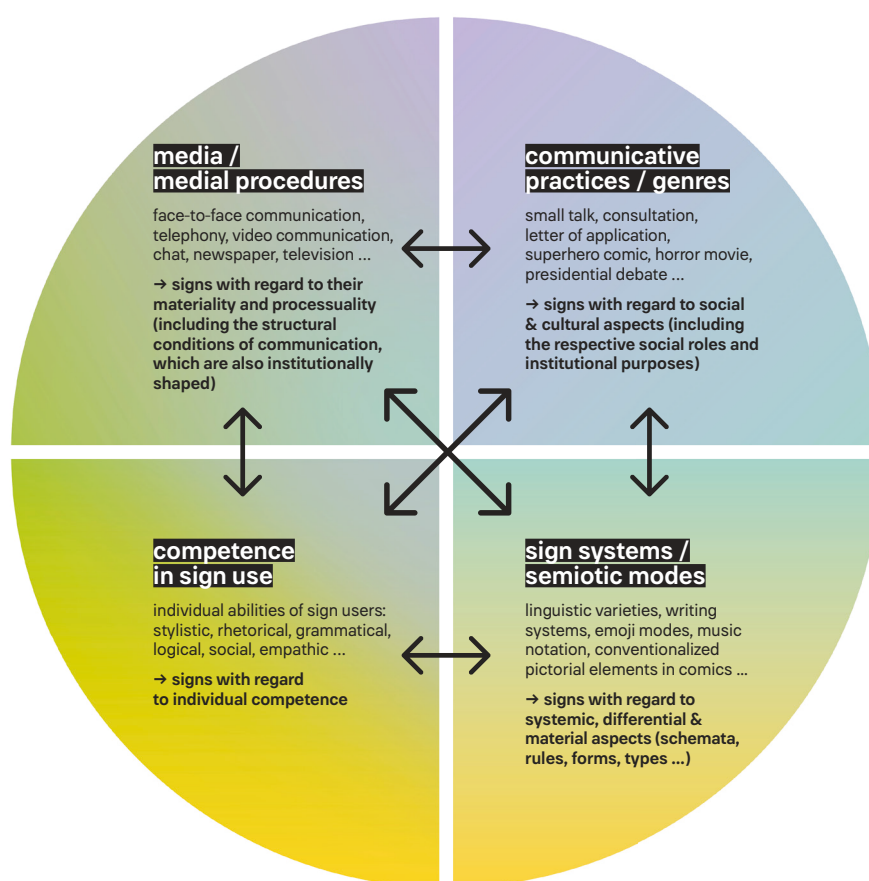 media /
medial procedures
face-to-face communication,
telephony, video communication,
chat, newspaper, television ...
→ signs with regard to their
materiality and processuality
(including the structural
conditions of communication,
which are also institutionally
shaped)
communicative
practices / genres
small talk, consultation,
letter of application,
superhero comic, horror movie,
presidential debate ...
→ signs with regard to social
& cultural aspects (including
the respective social roles and
institutional purposes)
competence
in sign use
individual abilities of sign users:
stylistic, rhetorical, grammatical,
logical, social, empathic ...
→ signs with regard
to individual competence
sign systems /
semiotic modes
linguistic varieties, writing
systems, emoji modes, music
notation, conventionalized
pictorial elements in comics ...
→ signs with regard to
systemic, differential &
material aspects (schemata,
rules, forms, types ...)